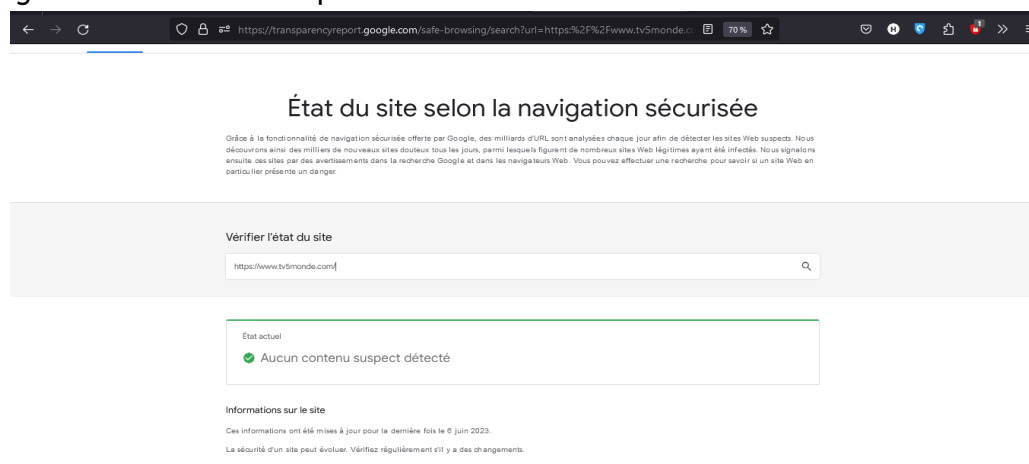 https://transparencyreport.google.com/safe-browsing/search?url=https:%2F%2Fwww.tv5monde.cc 70%
État du site selon la navigation sécurisée
Grâce à la fonctionnalité de navigation sécurisée offerte par Google, des milliards d'URL sont analysées chaque jour afin de détecter les sites Web suspects. Nous
découvrons ainsi des milliers de nouveaux sites douteux tous les jours, parmi lesquels figurent de nombreux sites Web légitimes ayant été infectés. Nous signalons
ensuite ces sites par des avertissements dans la recherche Google et dans les navigateurs Web. Vous pouvez effectuer une recherche pour savoir si un site Web en
particulier présente un danger.
Vérifier l'état du site
https://www.tv5monde.com/
État actuel
Aucun contenu suspect détecté
Informations sur le site
Ces informations ont été mises à jour pour la dernière fois le 6 juin 2023.
La sécurité d'un site peut évoluer. Vérifiez régulièrement s'il y a des changements.